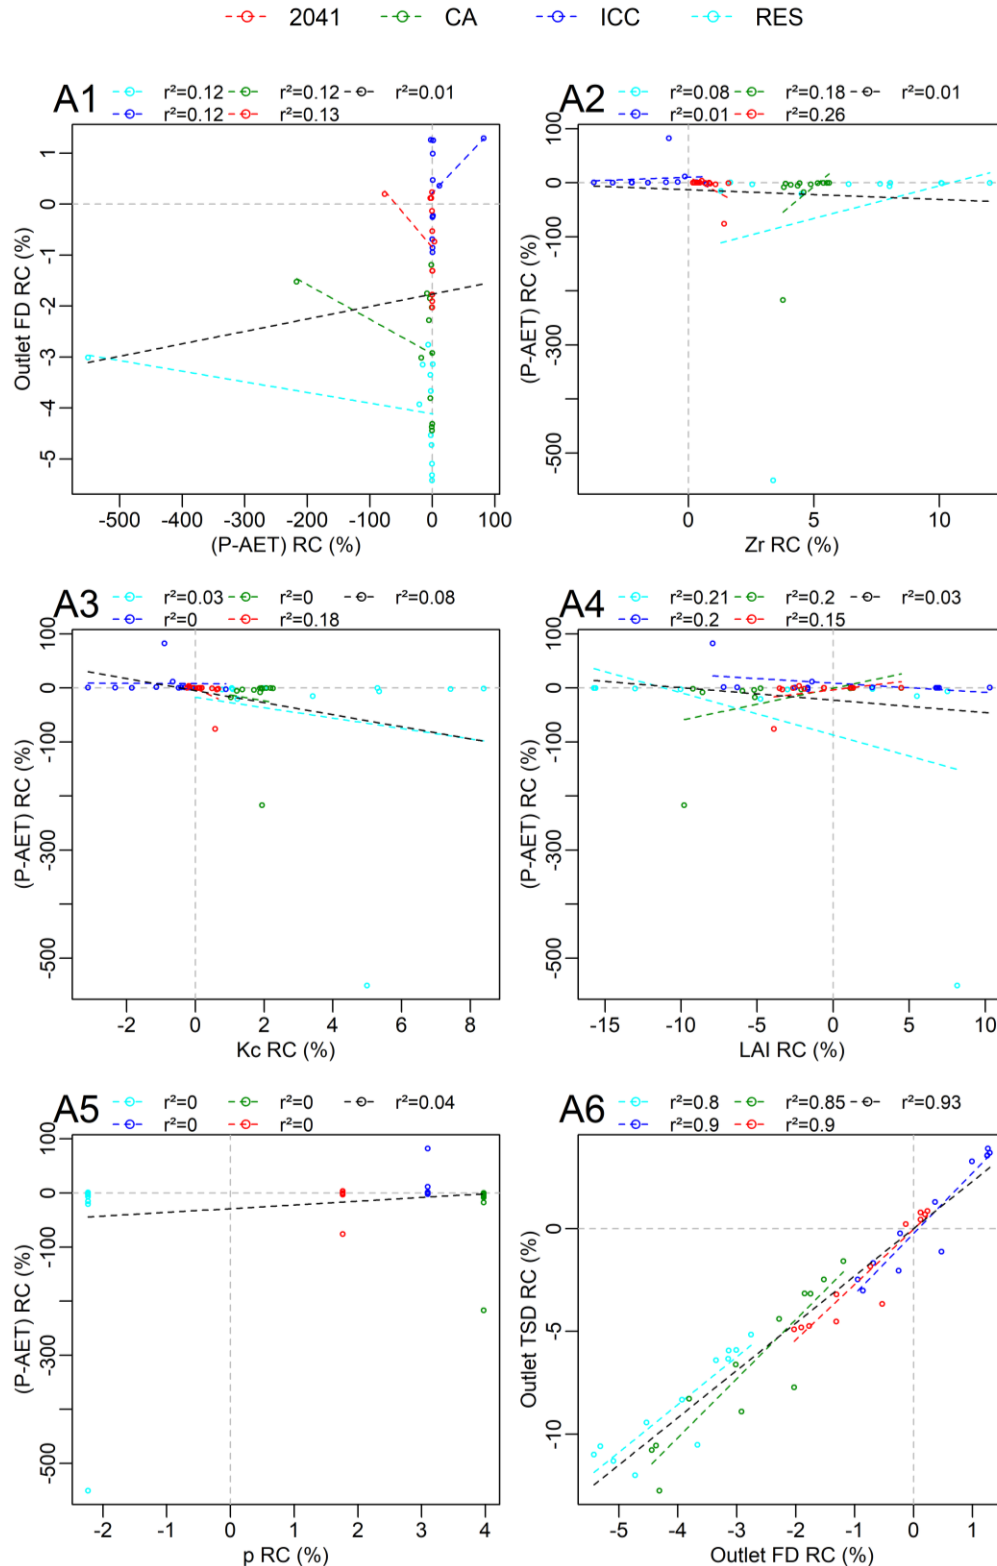 2041 CA ICC RES
A1 r²=0.12 r²=0.12 r²=0.01
r²=0.12 r²=0.13
Outlet FD RC (%)
1
0
-1
-2
-3
-4
-5
-500 -400 -300 -200 -100 0 100
(P-AET) RC (%)
A2 r²=0.08 r²=0.18 r²=0.01
r²=0.01 r²=0.26
(P-AET) RC (%)
100
0
-100
-300
-500
0 5 10
Zr RC (%)
A3 r²=0.03 r²=0 r²=0.08
r²=0 r²=0.18
(P-AET) RC (%)
100
0
-100
-300
-500
-2 0 2 4 6 8
Kc RC (%)
A4 r²=0.21 r²=0.2 r²=0.03
r²=0.2 r²=0.15
(P-AET) RC (%)
100
0
-100
-300
-500
-15 -10 -5 0 5 10
LAI RC (%)
A5 r²=0 r²=0 r²=0.04
r²=0 r²=0
(P-AET) RC (%)
100
0
-100
-300
-500
-2 -1 0 1 2 3 4
p RC (%)
A6 r²=0.8 r²=0.85 r²=0.93
r²=0.9 r²=0.9
Outlet TSD RC (%)
0
-5
-10
-5 -4 -3 -2 -1 0 1
Outlet FD RC (%)